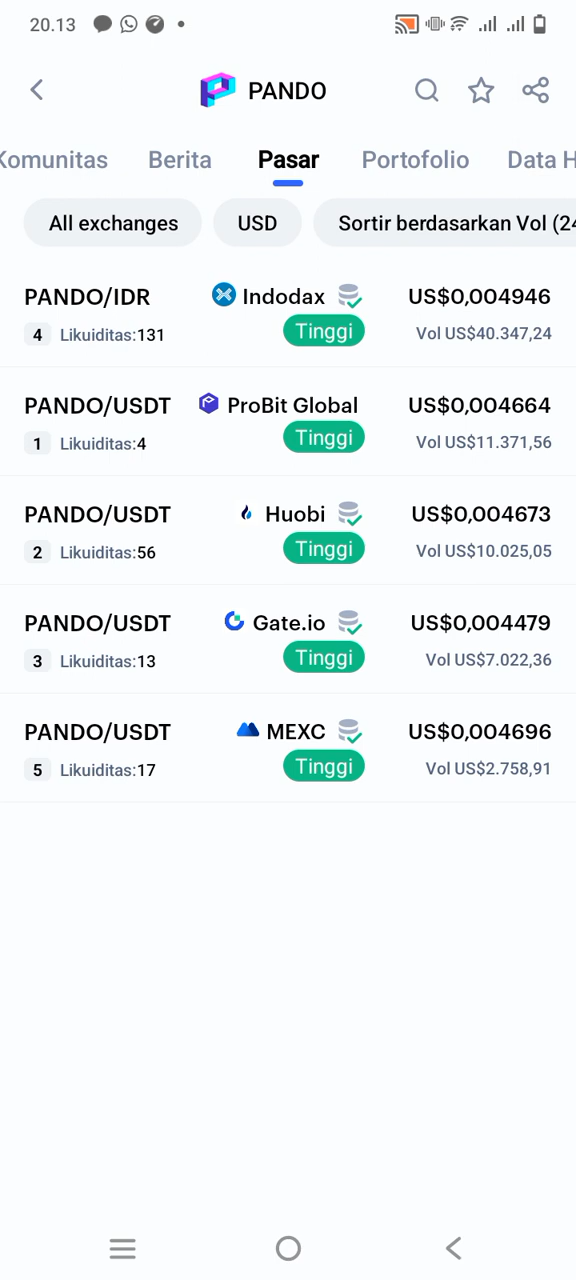 20.13
PANDO
Komunitas Berita Pasar Portofolio Data H
All exchanges USD Sortir berdasarkan Vol (24
PANDO/IDR Indodax US$0,004946
4 Likuiditas:131 Tinggi Vol US$40.347,24
PANDO/USDT ProBit Global US$0,004664
1 Likuiditas:4 Tinggi Vol US$11.371,56
PANDO/USDT Huobi US$0,004673
2 Likuiditas:56 Tinggi Vol US$10.025,05
PANDO/USDT Gate.io US$0,004479
3 Likuiditas:13 Tinggi Vol US$7.022,36
PANDO/USDT MEXC US$0,004696
5 Likuiditas:17 Tinggi Vol US$2.758,91